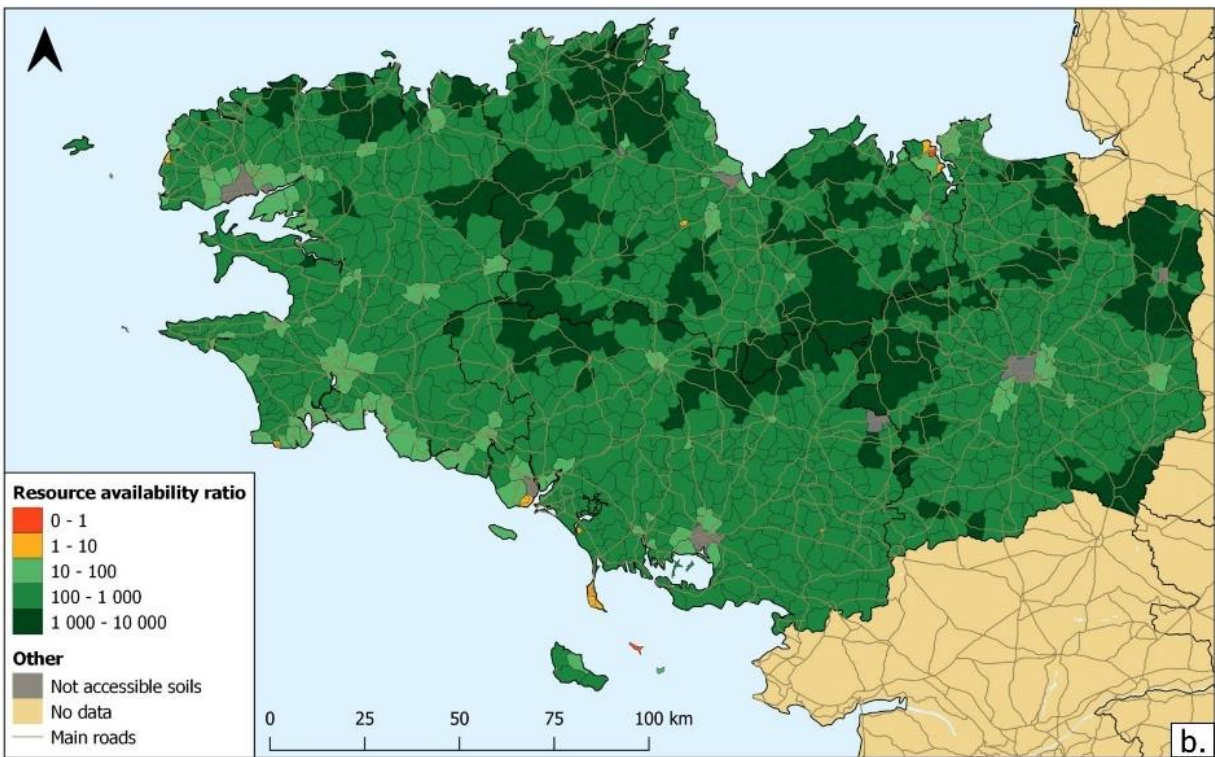 Resource availability ratio
0 - 1
1 - 10
10 - 100
100 - 1 000
1 000 - 10 000
Other
Not accessible soils
No data
Main roads
0 25 50 75 100 km
b.